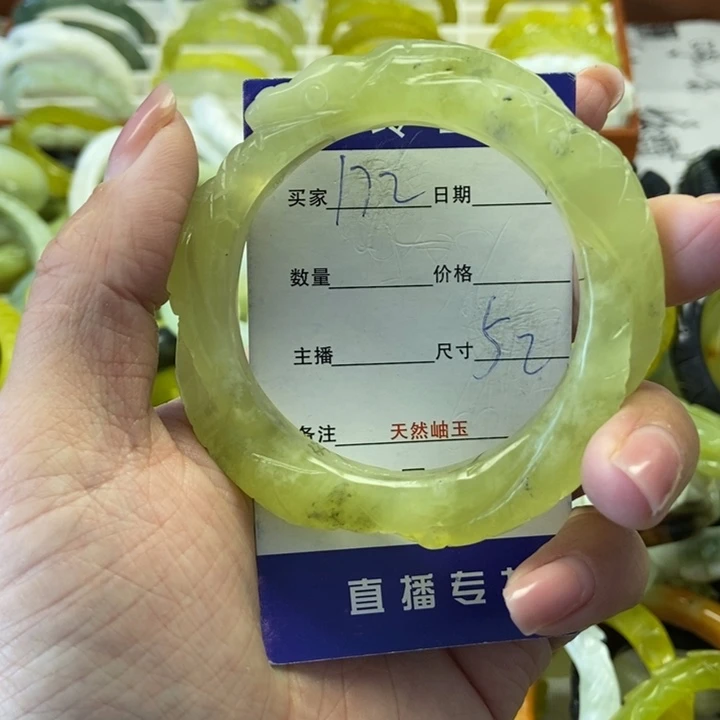 买家 172 日期
数量 价格
主播 尺寸 52
备注 天然岫玉
直播专